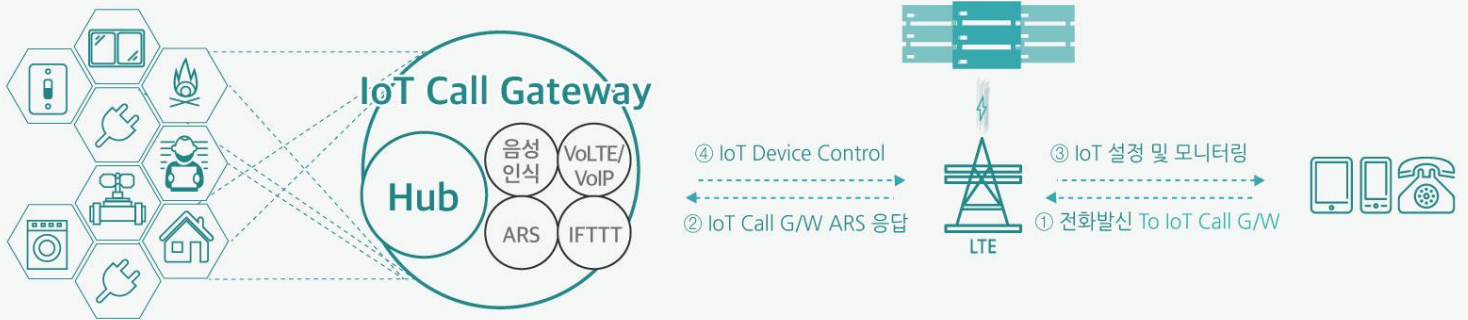 IoT Call Gateway
Hub
음성
인식
VoLTE/
VoIP
ARS
IFTTT
④ IoT Device Control
② IoT Call G/W ARS 응답
LTE
③ IoT 설정 및 모니터링
① 전화발신 To IoT Call G/W